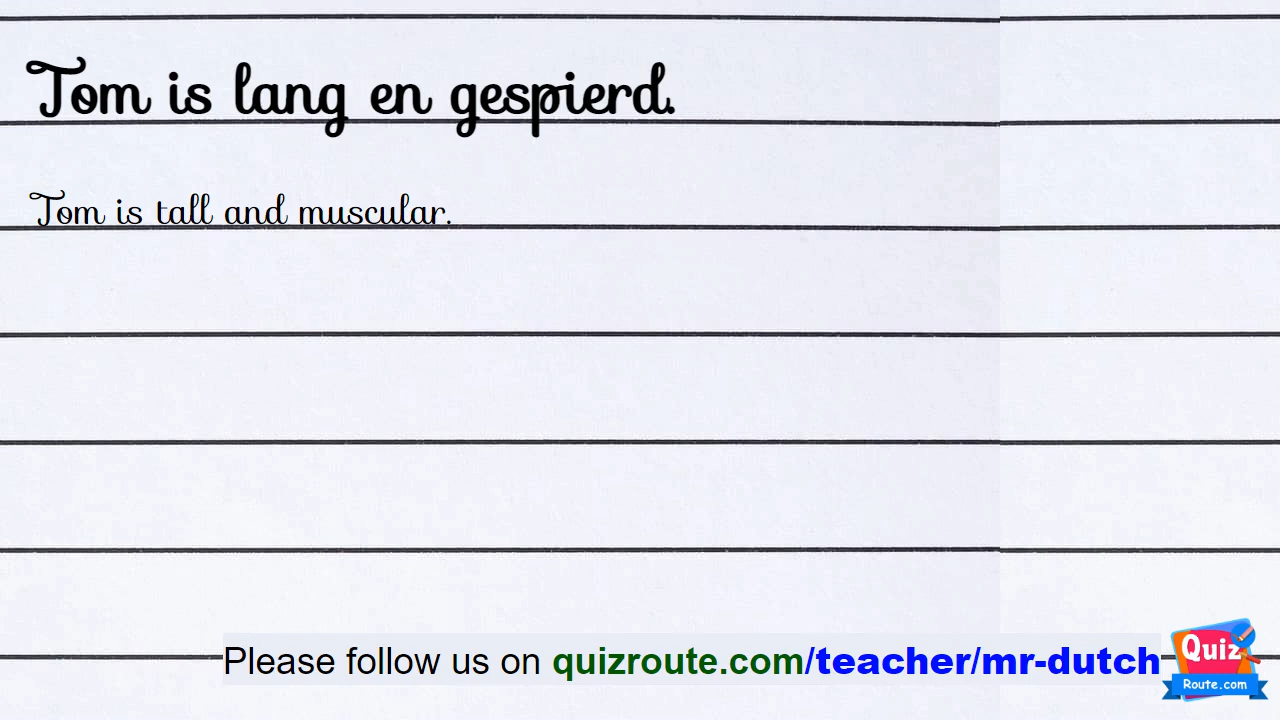 Tom is lang en gespierd.
Tom is tall and muscular.
Please follow us on quizroute.com/teacher/mr-dutch
Quiz
Route.com